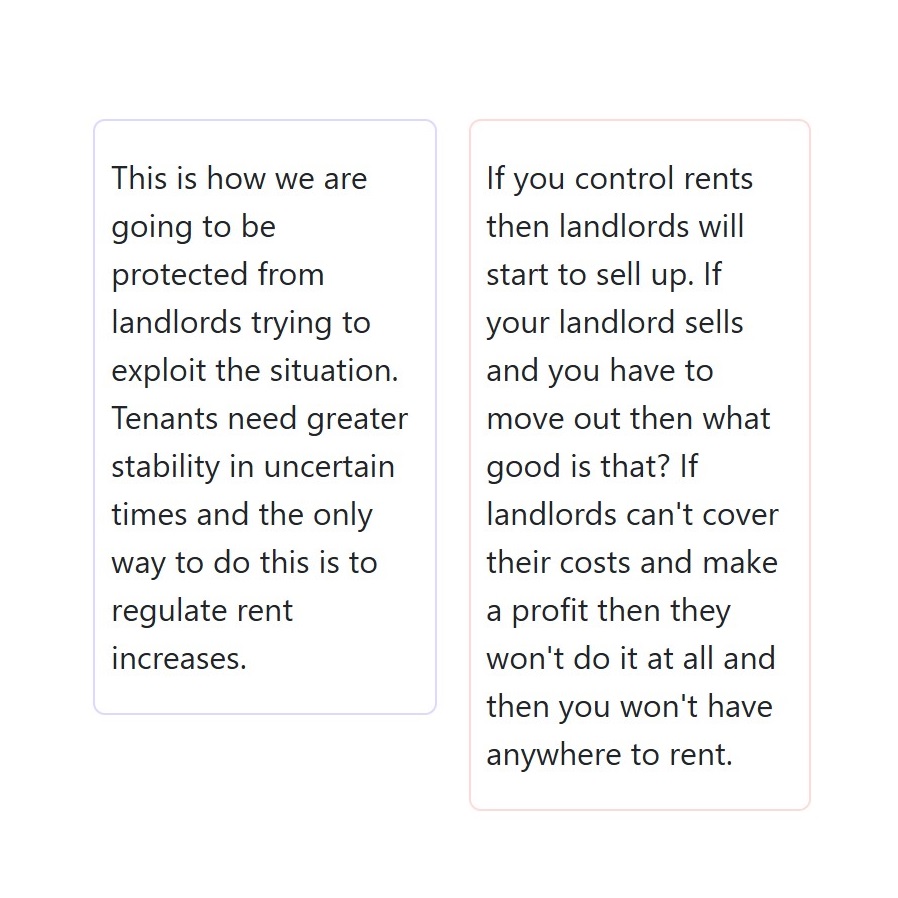 This is how we are
going to be
protected from
landlords trying to
exploit the situation.
Tenants need greater
stability in uncertain
times and the only
way to do this is to
regulate rent
increases.
If you control rents
then landlords will
start to sell up. If
your landlord sells
and you have to
move out then what
good is that? If
landlords can't cover
their costs and make
a profit then they
won't do it at all and
then you won't have
anywhere to rent.